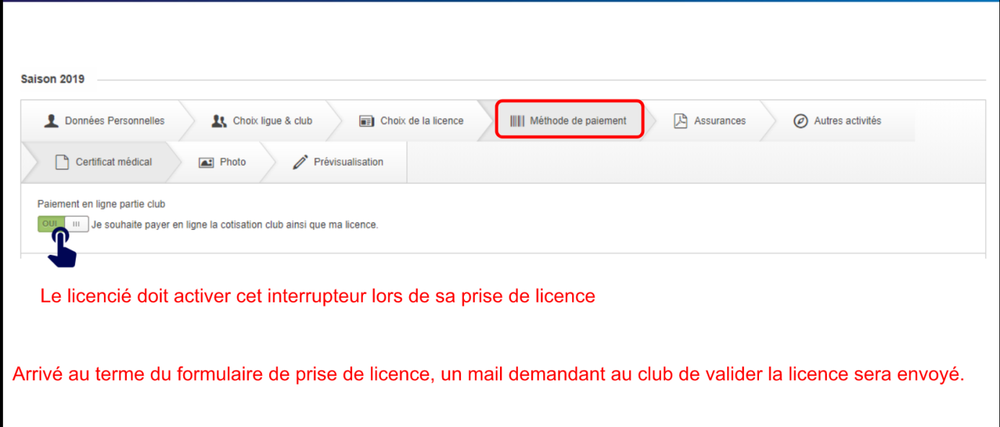 Saison 2019
Données Personnelles Choix ligue & club Choix de la licence Méthode de paiement Assurances Autres activités
Certificat médical Photo Prévisualisation
Paiement en ligne partie club
OUI Je souhaite payer en ligne la cotisation club ainsi que ma licence.
Le licencié doit activer cet interrupteur lors de sa prise de licence
Arrivé au terme du formulaire de prise de licence, un mail demandant au club de valider la licence sera envoyé.